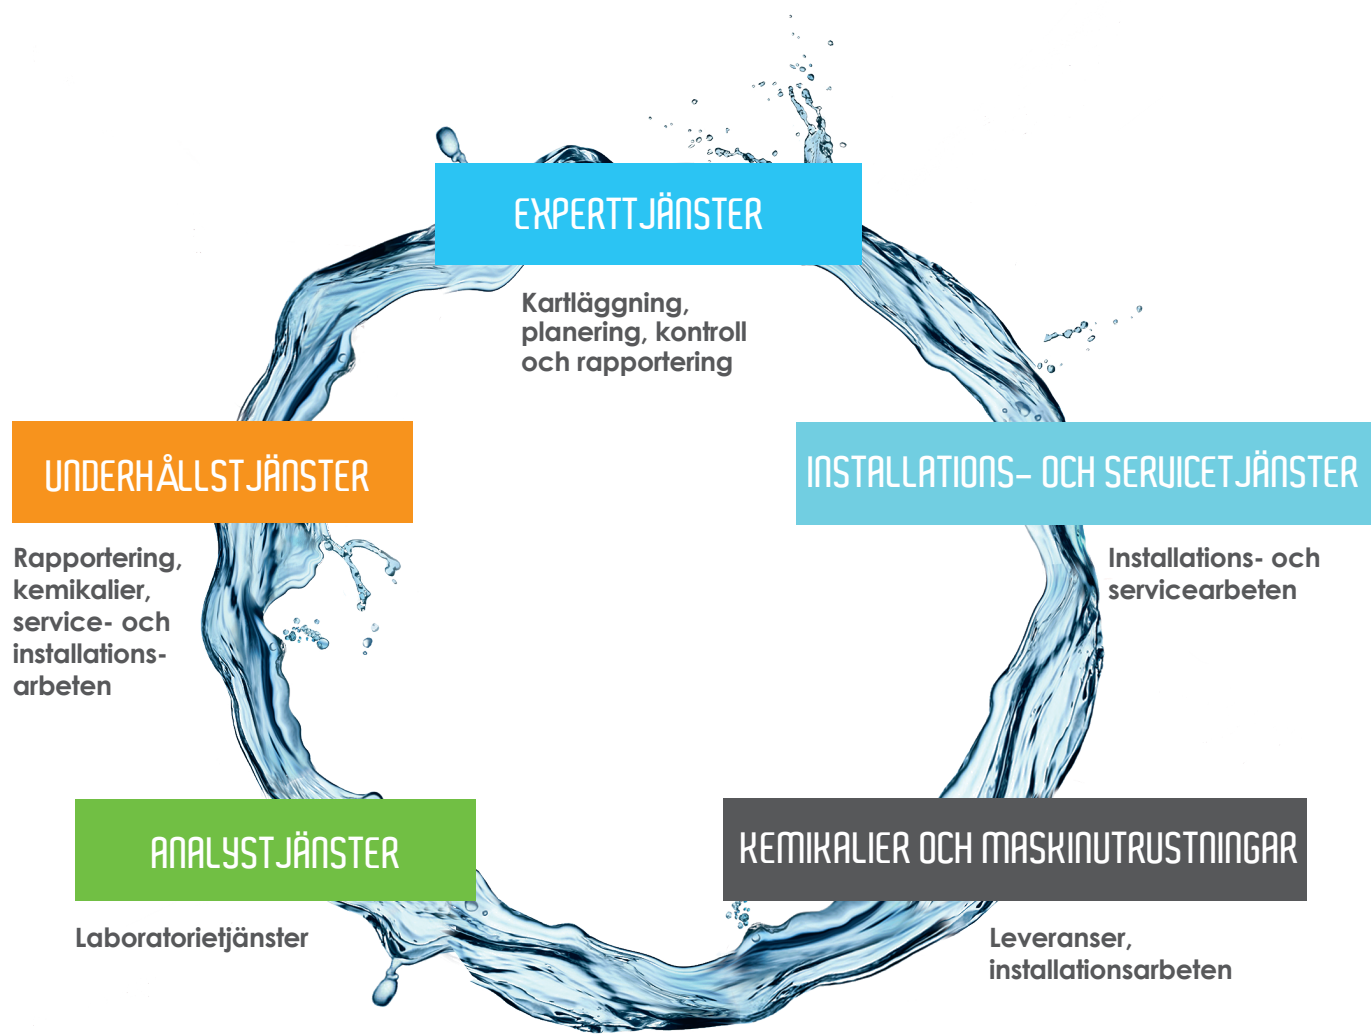 EXPERTTJÄNSTER
Kartläggning,
planering, kontroll
och rapportering
UNDERHÅLLSTJÄNSTER
Rapportering,
kemikalier,
service- och
installations-
arbeten
INSTALLATIONS- OCH SERVICETJÄNSTER
Installations- och
servicearbeten
ANALYSTJÄNSTER
Laboratorietjänster
KEMIKALIER OCH MASKINUTRUSTNINGAR
Leveranser,
installationsarbeten